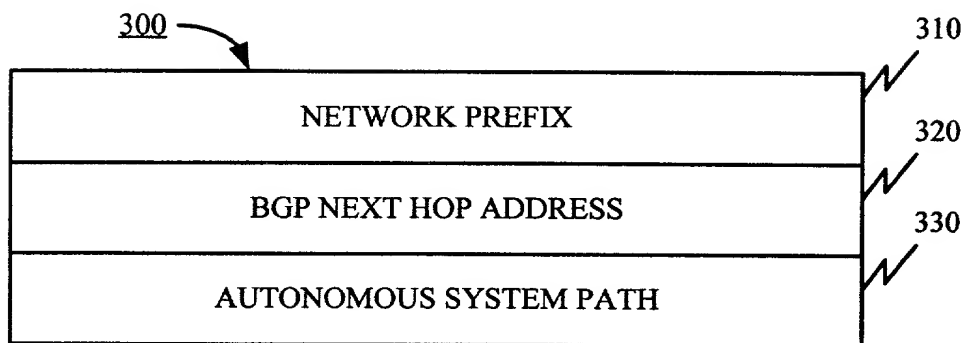 300
310
NETWORK PREFIX
320
BGP NEXT HOP ADDRESS
330
AUTONOMOUS SYSTEM PATH